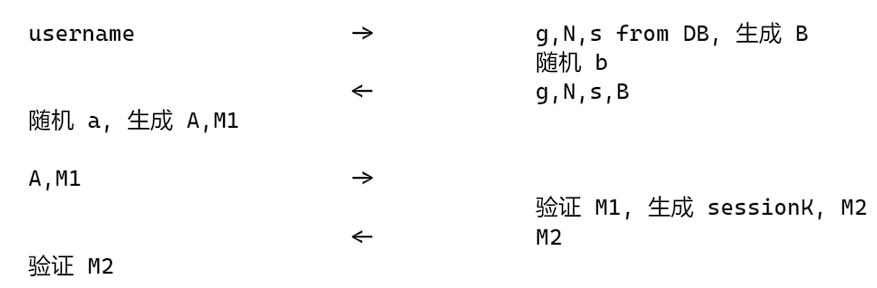 username → g,N,s from DB, 生成 B
随机 b
← g,N,s,B
随机 a, 生成 A,M1
A,M1 →
验证 M1, 生成 sessionK, M2
← M2
验证 M2